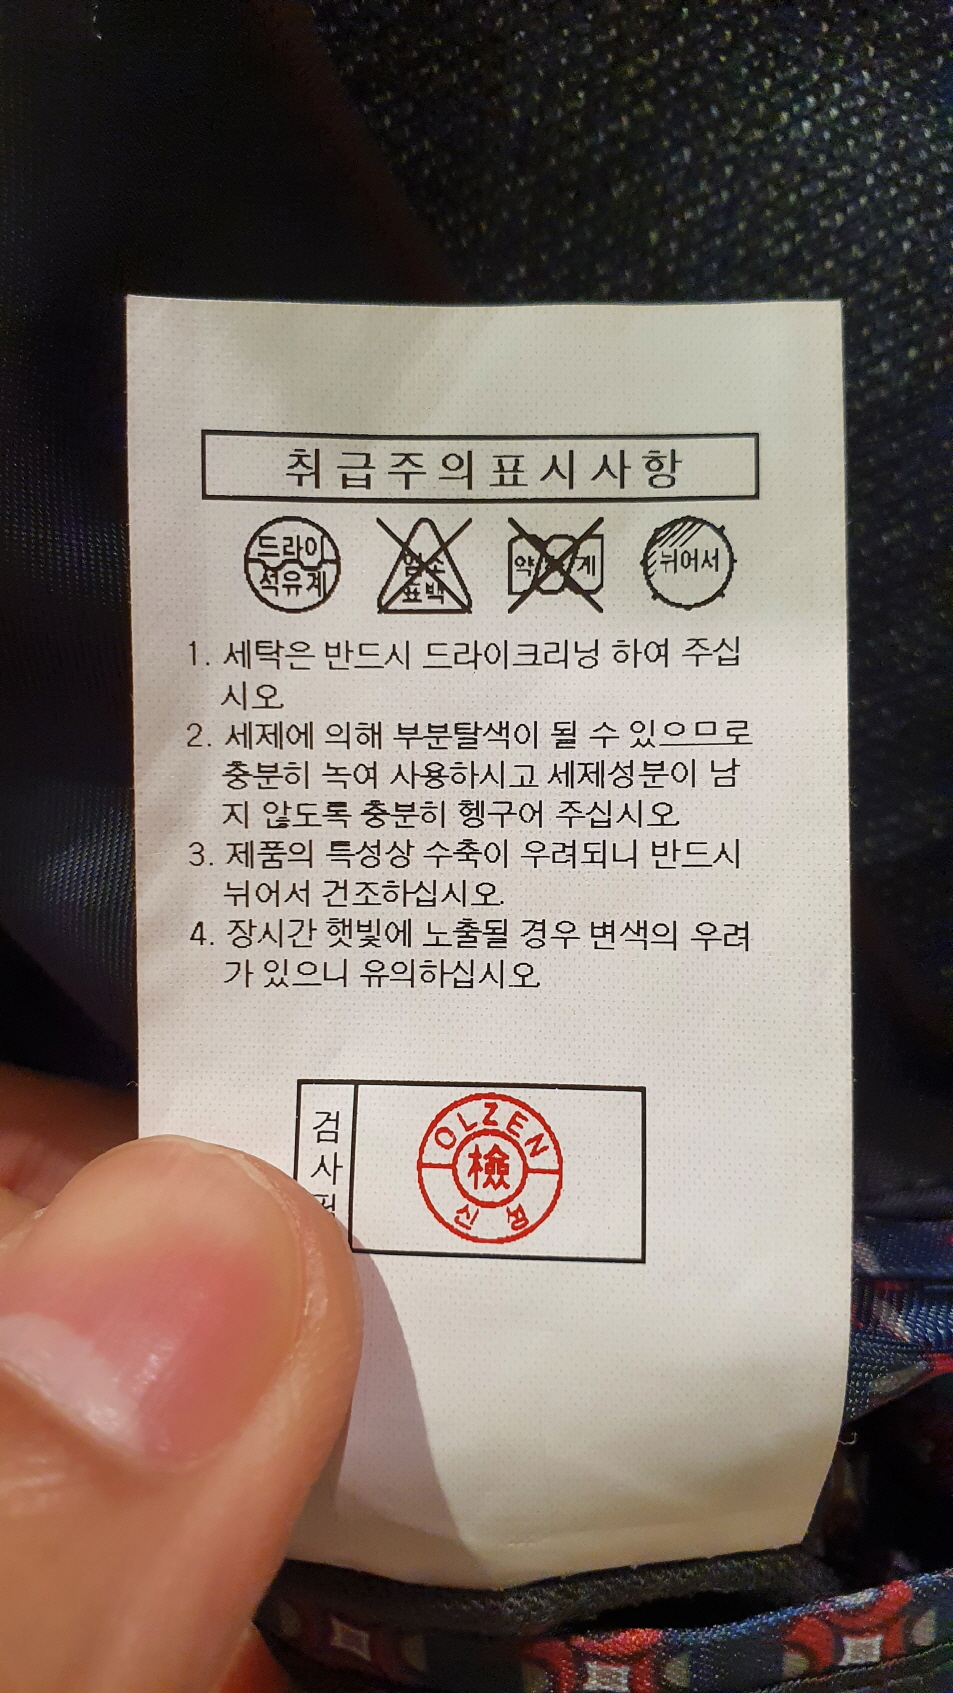 취급주의표시사항
드라이
석유계
표백
약 계
뉘어서
1. 세탁은 반드시 드라이크리닝 하여 주십
시오.
2. 세제에 의해 부분탈색이 될 수 있으므로
충분히 녹여 사용하시고 세제성분이 남
지 않도록 충분히 헹구어 주십시오.
3. 제품의 특성상 수축이 우려되니 반드시
뉘어서 건조하십시오.
4. 장시간 햇빛에 노출될 경우 변색의 우려
가 있으니 유의하십시오.
검
사
OLZEN
檢